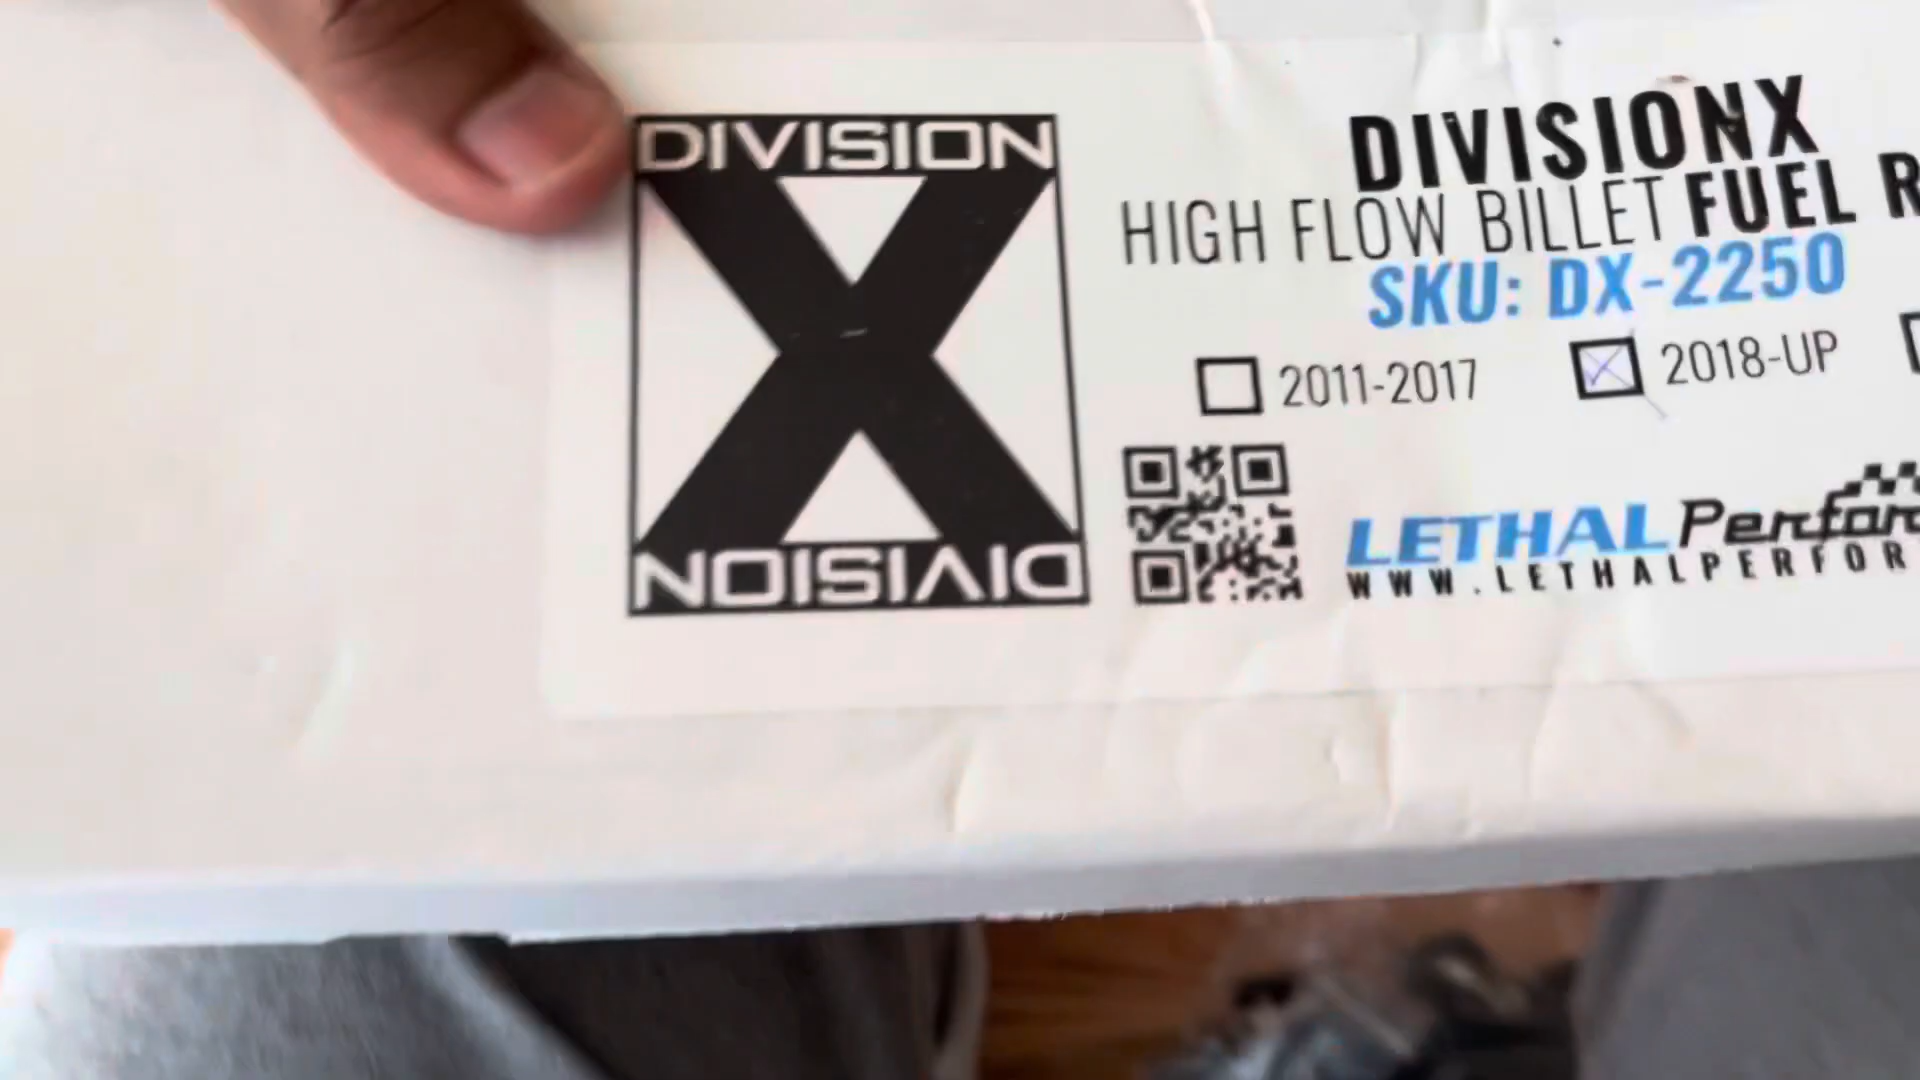 DIVISION
DIVISION
DIVISIONX
HIGH FLOW BILLET FUEL R
SKU: DX-2250
2011-2017
2018-UP
LETHAL Perfor
WWW.LETHALPERFOR